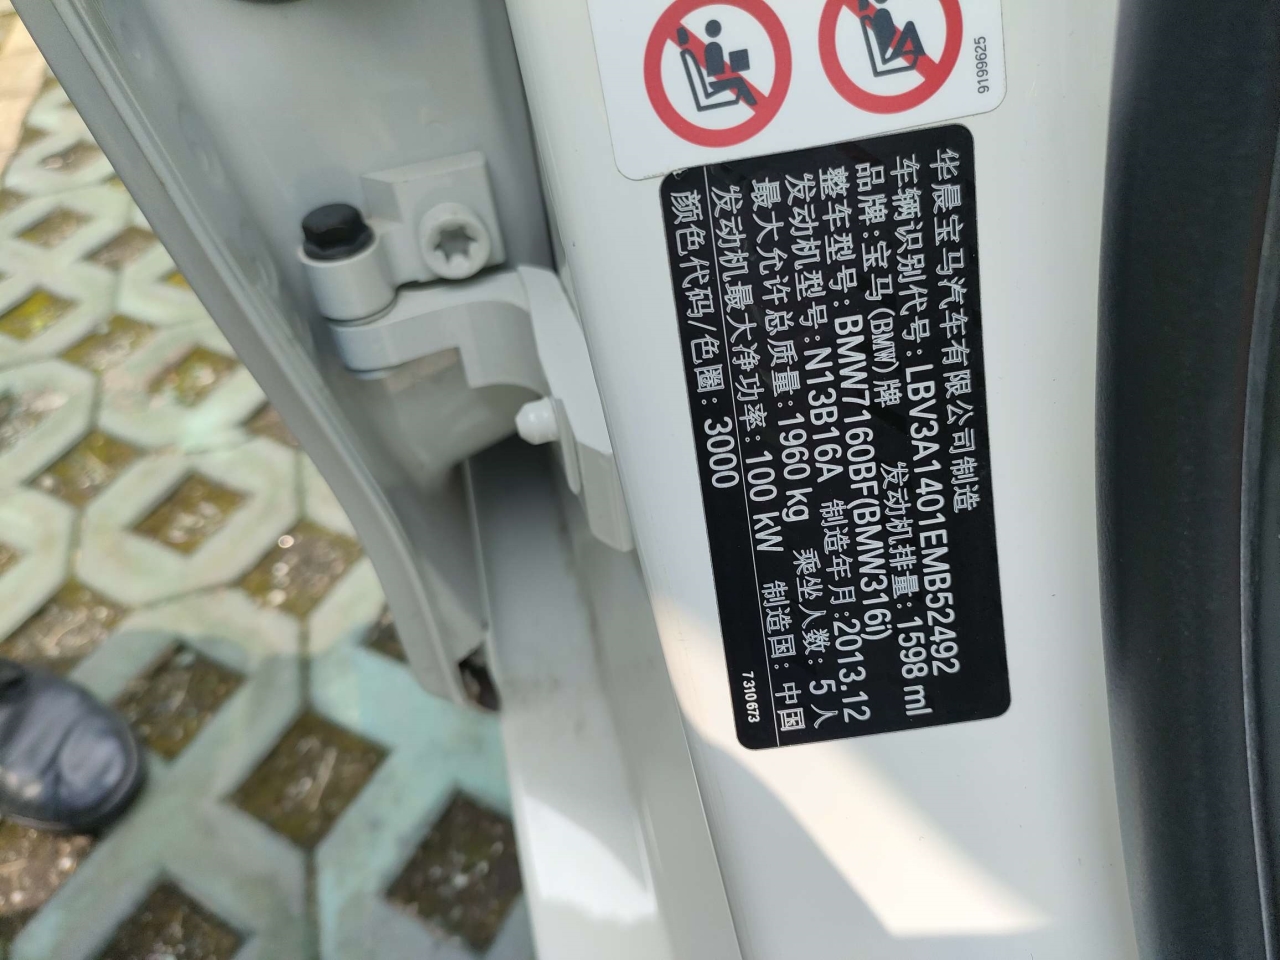 9199625
华晨宝马汽车有限公司制造
车辆识别代号:LBV3A1401EMB52492
品牌:宝马(BMW)牌 发动机排量:1598 ml
整车型号:BMW7160BF(BMW316i)
发动机型号:N13B16A 制造年月:2013.12
最大允许总质量:1960 kg 乘坐人数:5人
发动机最大净功率:100 kW 制造国:中国
颜色代码/色圈:3000 7310673